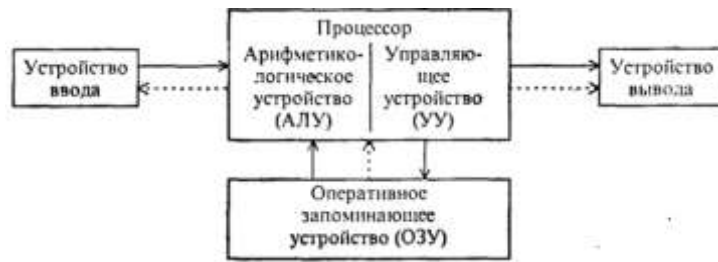 Процессор
Устройство
ввода
Арифметико-
логическое
устройство
(АЛУ)
Управляю-
щее
устройство
(УУ)
Устройство
вывода
Оперативное
запоминающее
устройство (ОЗУ)